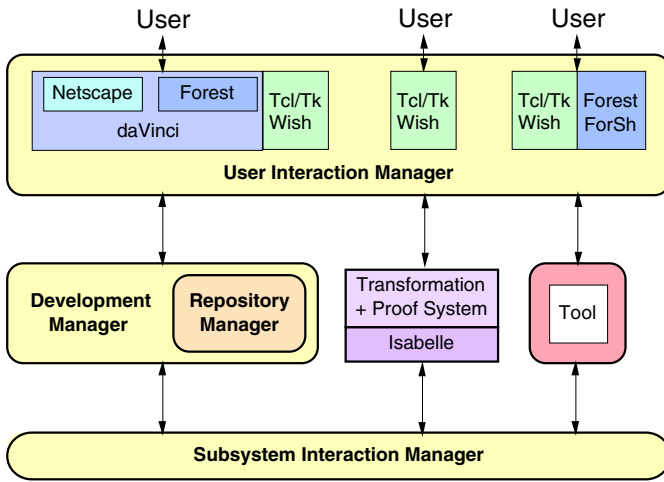 User
User
User
Netscape
Forest
daVinci
Tcl/Tk
Wish
Tcl/Tk
Wish
Tcl/Tk
Wish
Forest
ForSh
User Interaction Manager
Development
Manager
Repository
Manager
Transformation
+ Proof System
Isabelle
Tool
Subsystem Interaction Manager